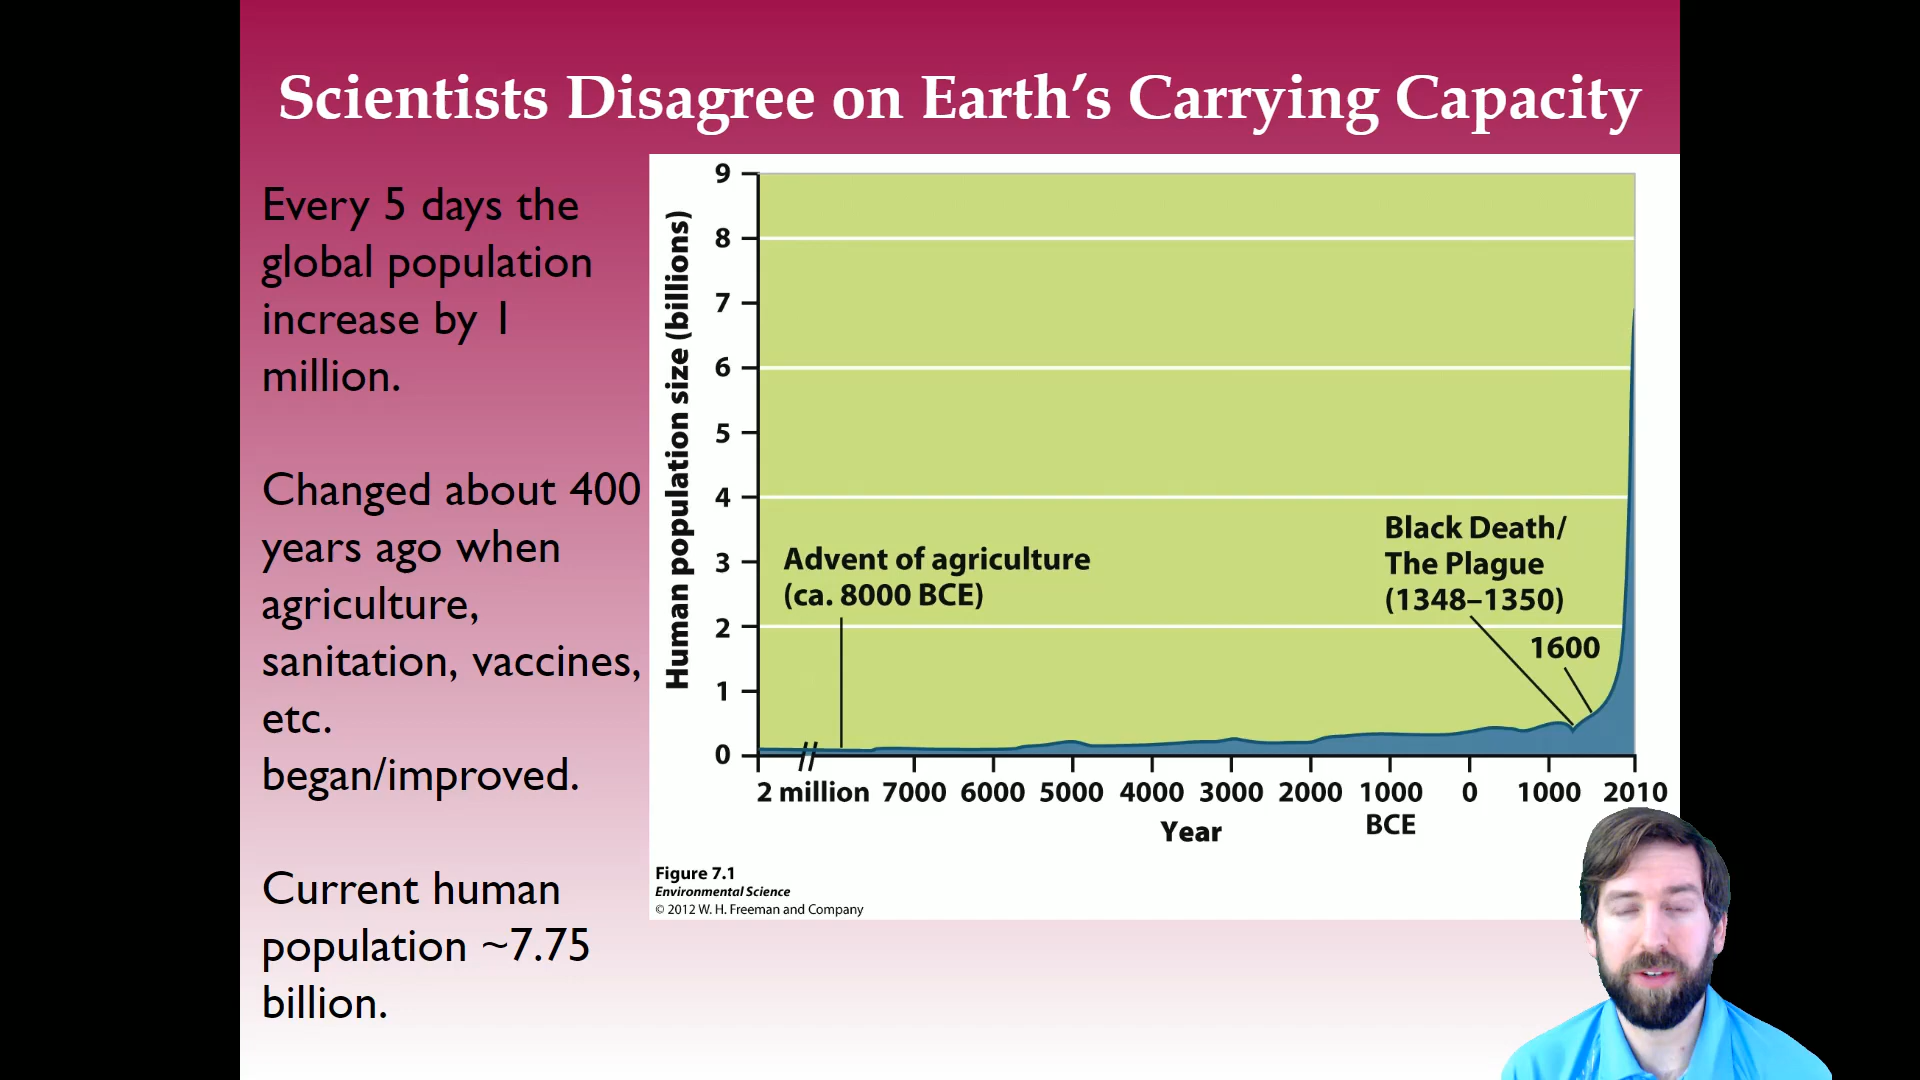 Scientists Disagree on Earth’s Carrying Capacity
Every 5 days the
global population
increase by 1
million.
Changed about 400
years ago when
agriculture,
sanitation, vaccines,
etc.
began/improved.
Current human
population ~7.75
billion.
Human population size (billions)
9
8
7
6
5
4
3
2
1
0
Advent of agriculture
(ca. 8000 BCE)
Black Death/
The Plague
(1348–1350)
1600
2 million 7000 6000 5000 4000 3000 2000 1000 0 1000 2010
BCE
Year
Figure 7.1
Environmental Science
© 2012 W. H. Freeman and Company